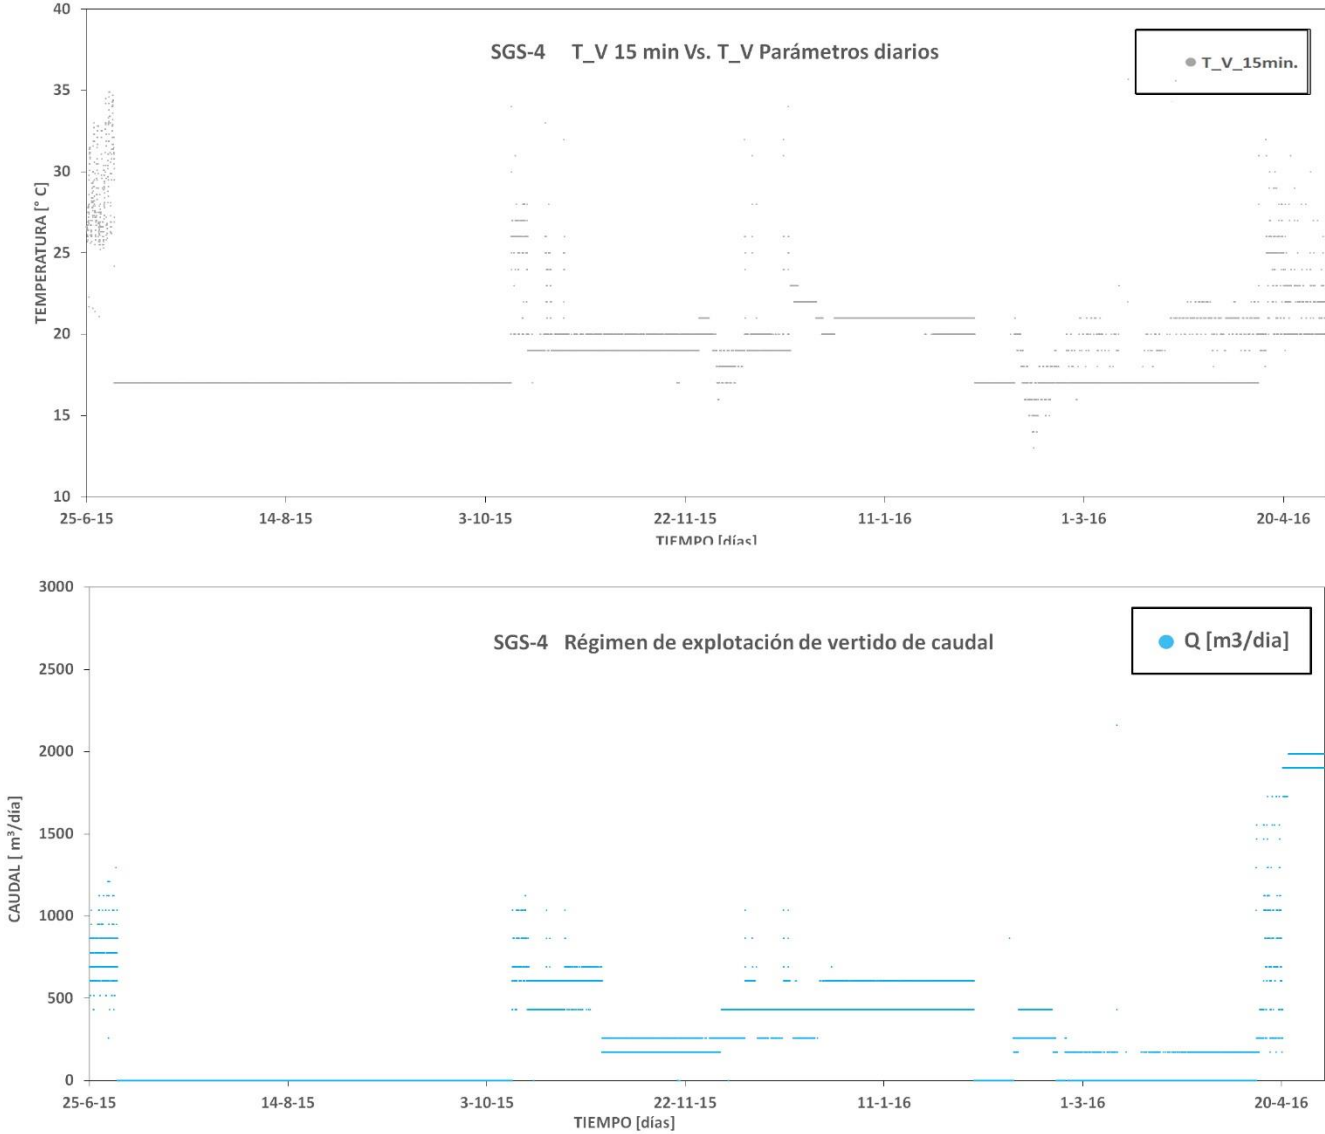 40
SGS-4 T_V 15 min Vs. T_V Parámetros diarios
T_V_15min.
35
30
25
20
15
10
TEMPERATURA [° C]
25-6-15 14-8-15 3-10-15 22-11-15 11-1-16 1-3-16 20-4-16
TIEMPO [días]
3000
SGS-4 Régimen de explotación de vertido de caudal
Q [m3/dia]
2500
2000
1500
1000
500
0
CAUDAL [ m³/día]
25-6-15 14-8-15 3-10-15 22-11-15 11-1-16 1-3-16 20-4-16
TIEMPO [días]